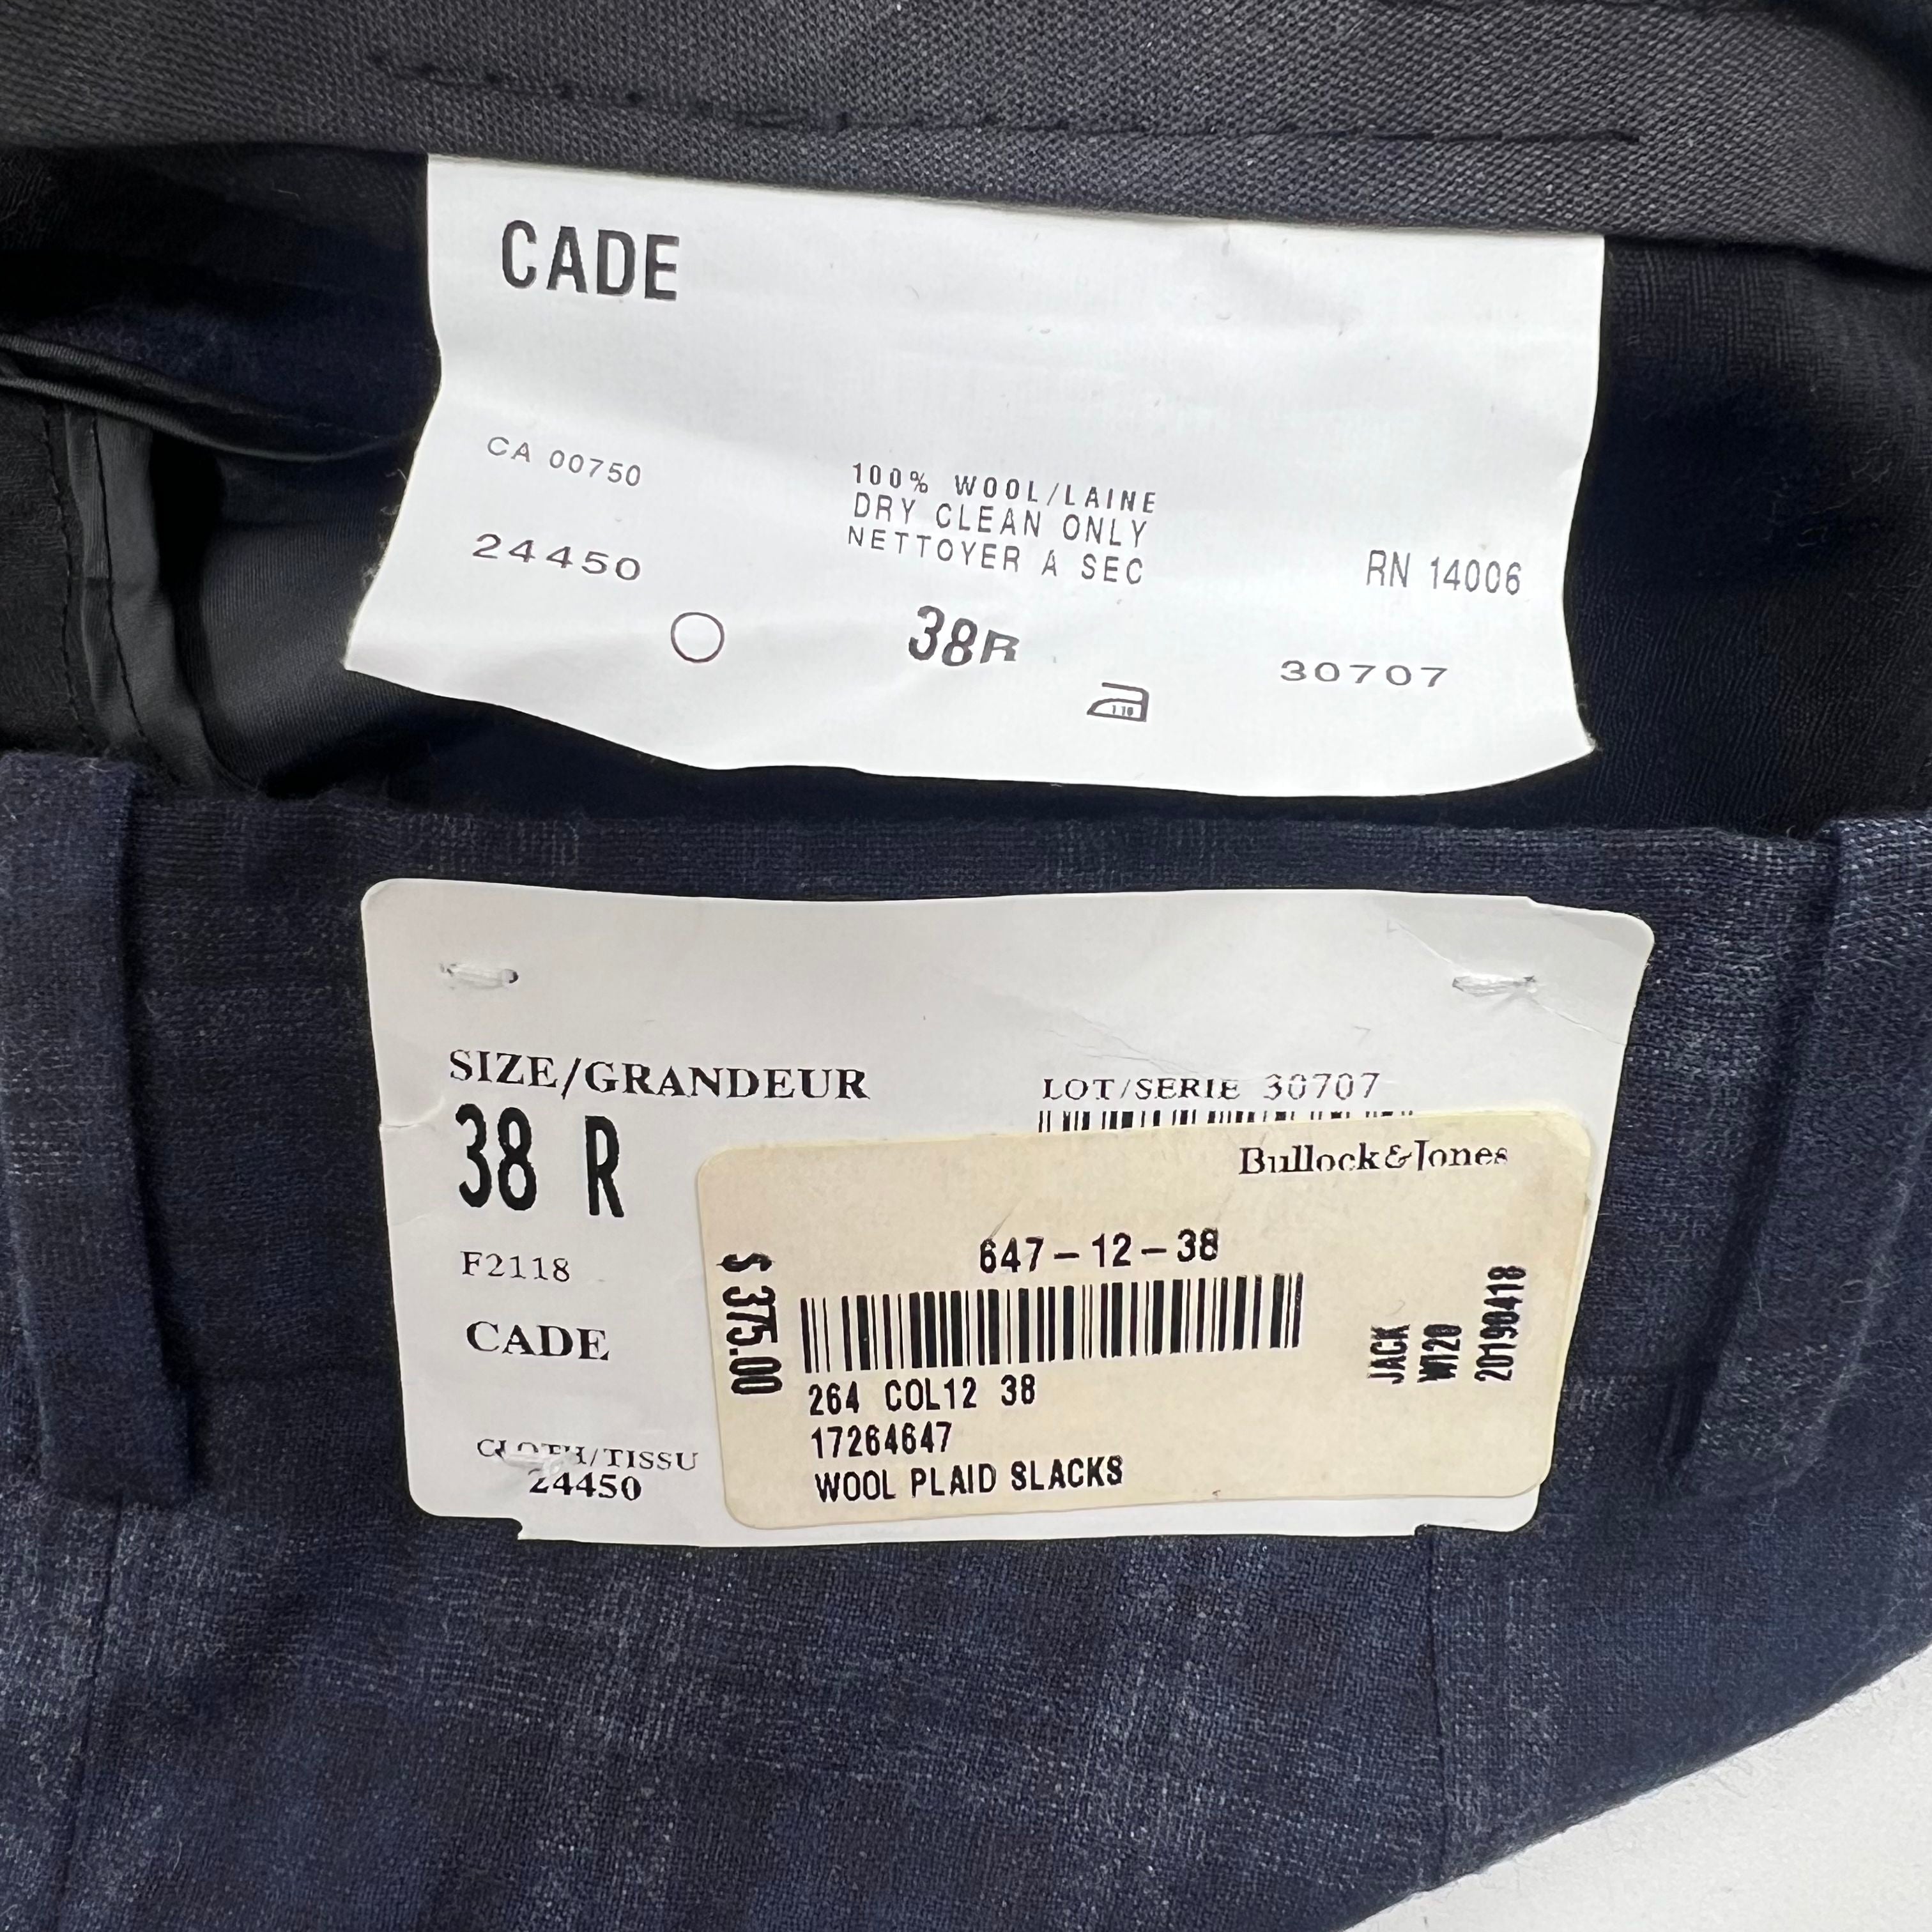 CADE
CA 00750
24450
100% WOOL/LAINE
DRY CLEAN ONLY
NETTOYER A SEC
RN 14006
38R
30707
110
SIZE/GRANDEUR
38 R
F2118
CADE
CLOTH/TISSU
24450
LOT/SERIE 30707
Bullock&Jones
647-12-38
$ 375.00
264 COL12 38
17264647
WOOL PLAID SLACKS
JACK
W120
20190418